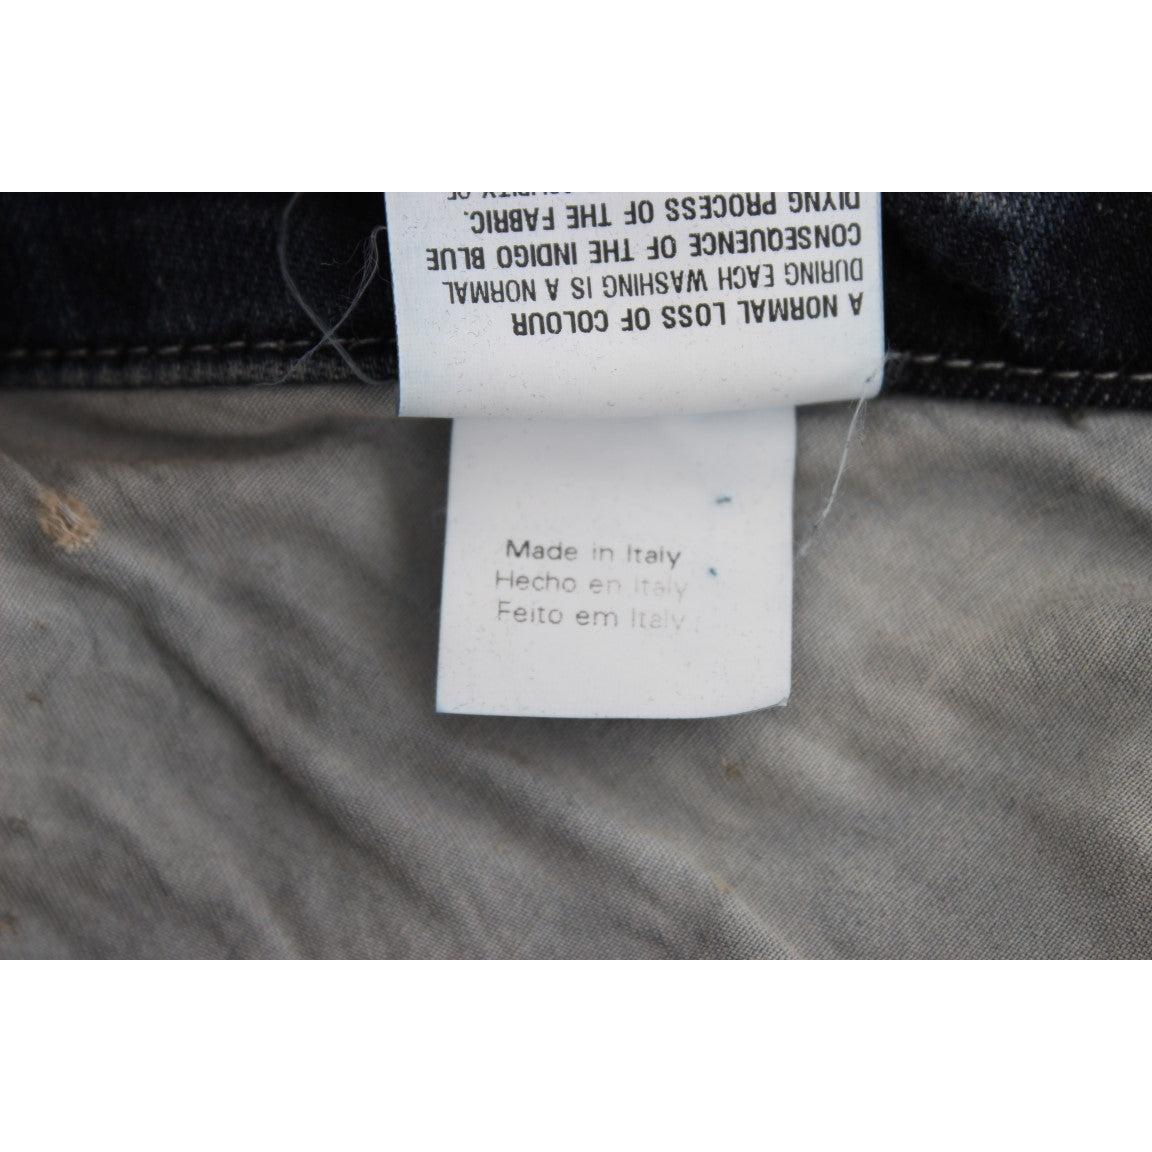 A NORMAL LOSS OF COLOUR
DURING EACH WASHING IS A NORMAL
CONSEQUENCE OF THE INDIGO BLUE
DIYNG PROCESS OF THE FABRIC.
OF
Made in Italy
Hecho en Italy
Feito em Italy